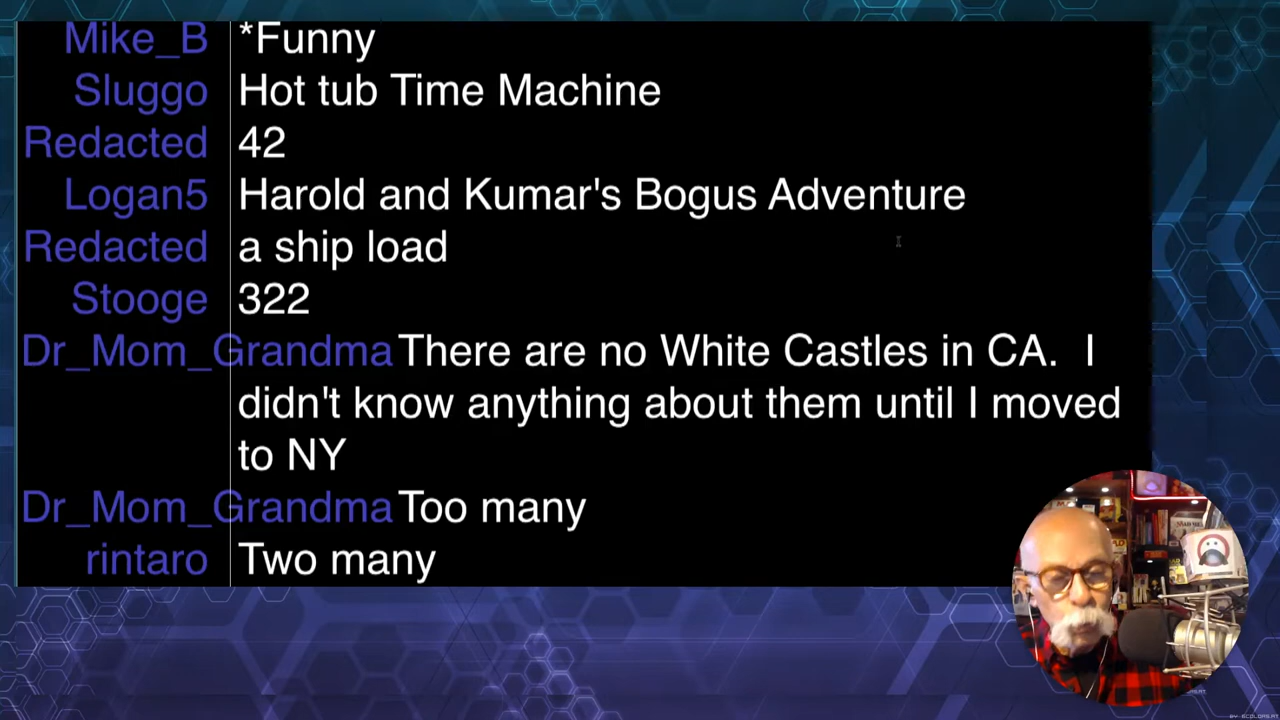 Mike_B *Funny
Sluggo Hot tub Time Machine
Redacted 42
Logan5 Harold and Kumar's Bogus Adventure
Redacted a ship load
Stooge 322
Dr_Mom_Grandma There are no White Castles in CA. I
didn't know anything about them until I moved
to NY
Dr_Mom_Grandma Too many
rintaro Two many